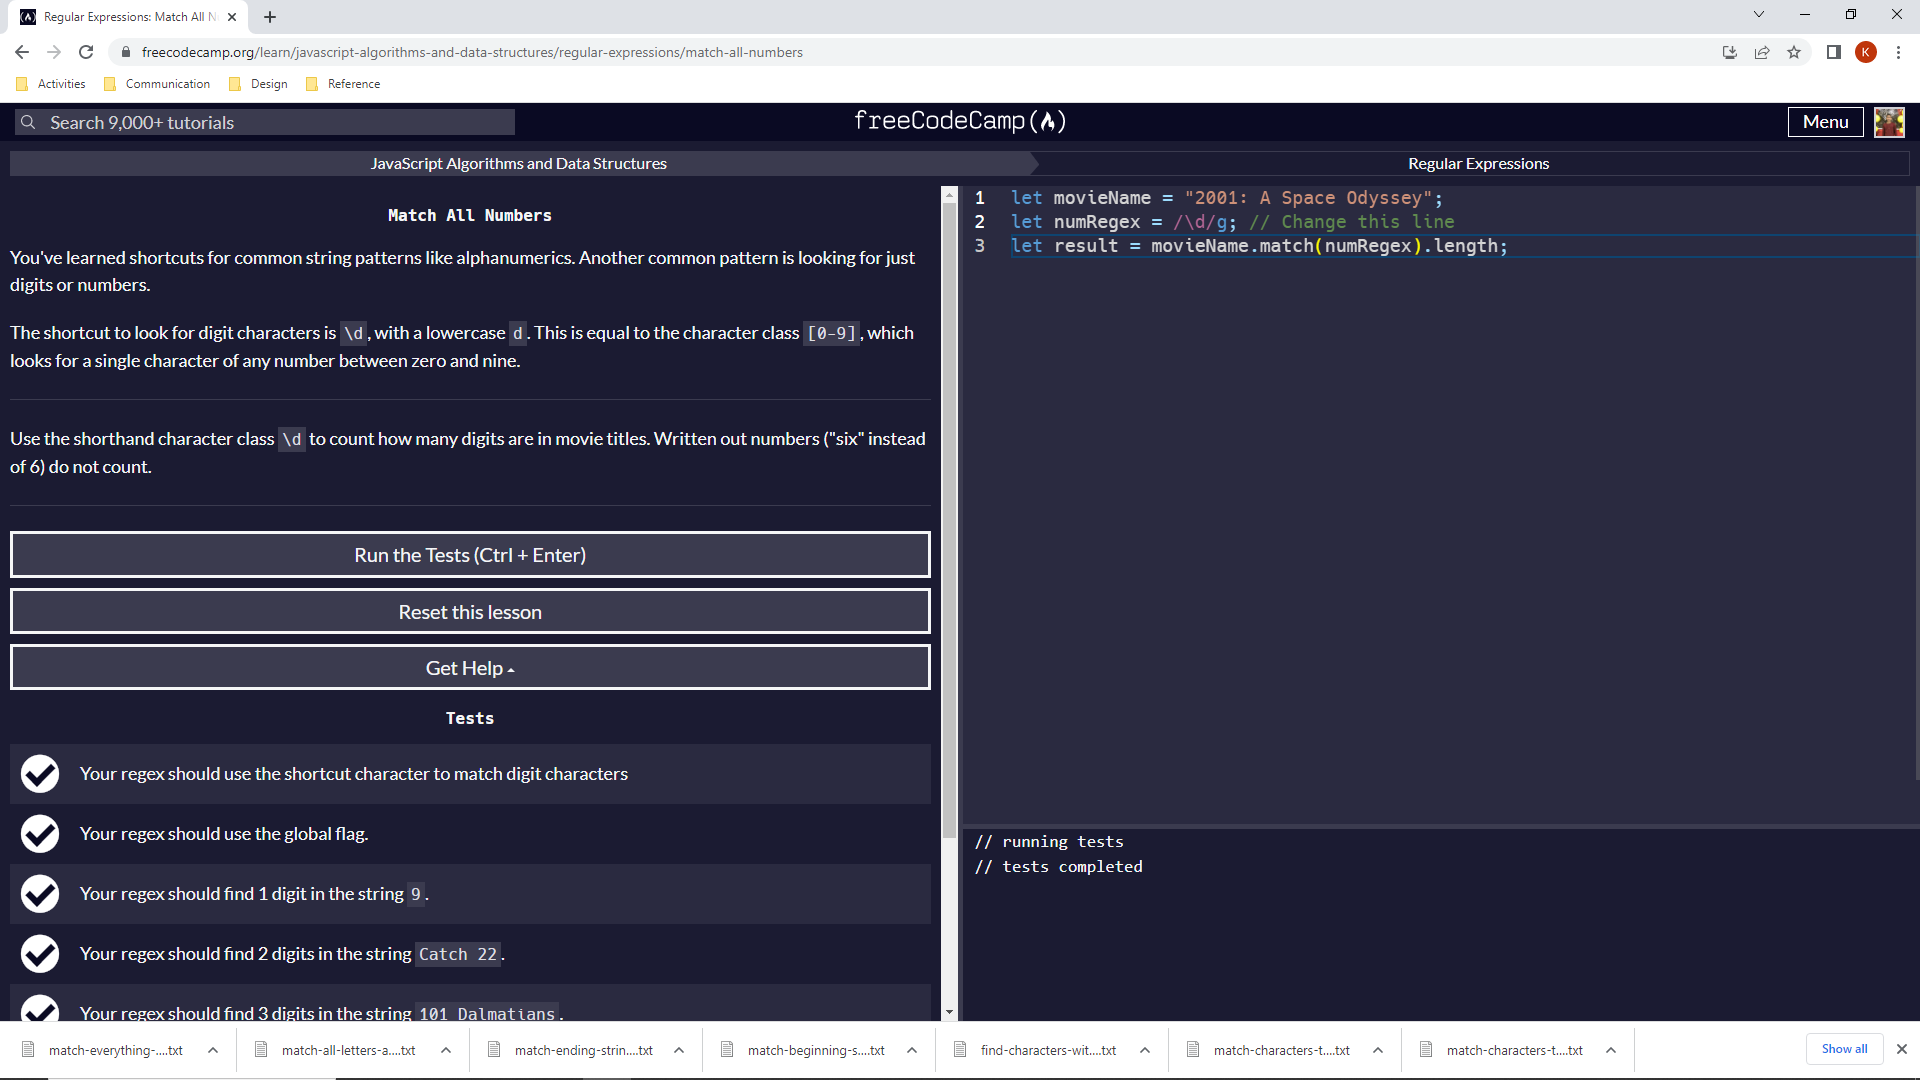 Regular Expressions: Match All N
freecodecamp.org/learn/javascript-algorithms-and-data-structures/regular-expressions/match-all-numbers
K
Activities
Communication
Design
Reference
Search 9,000+ tutorials
freeCodeCamp
Menu
JavaScript Algorithms and Data Structures
Regular Expressions
Match All Numbers
You've learned shortcuts for common string patterns like alphanumerics. Another common pattern is looking for just
digits or numbers.
The shortcut to look for digit characters is \d, with a lowercase d. This is equal to the character class [0-9], which
looks for a single character of any number between zero and nine.
Use the shorthand character class \d to count how many digits are in movie titles. Written out numbers ("six" instead
of 6) do not count.
Run the Tests (Ctrl + Enter)
Reset this lesson
Get Help
Tests
Your regex should use the shortcut character to match digit characters
Your regex should use the global flag.
Your regex should find 1 digit in the string 9.
Your regex should find 2 digits in the string Catch 22.
Your regex should find 3 digits in the string 101 Dalmatians.
1 let movieName = "2001: A Space Odyssey";
2 let numRegex = /\d/g; // Change this line
3 let result = movieName.match(numRegex).length;
// running tests
// tests completed
match-everything-....txt
match-all-letters-a....txt
match-ending-strin....txt
match-beginning-s....txt
find-characters-wit....txt
match-characters-t....txt
match-characters-t....txt
Show all